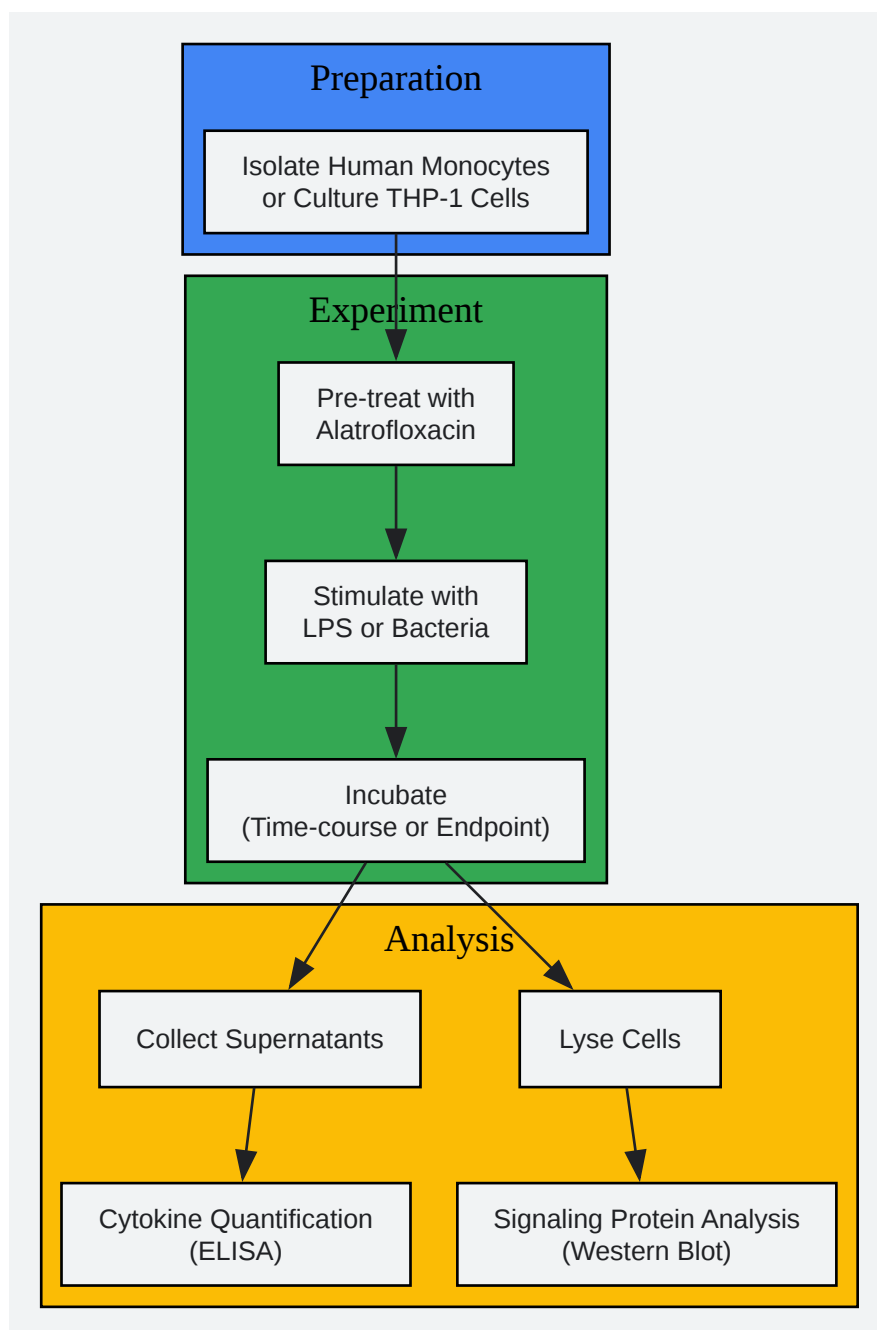 Preparation
Isolate Human Monocytes
or Culture THP-1 Cells
Experiment
Pre-treat with
Alatrofloxacin
Stimulate with
LPS or Bacteria
Incubate
(Time-course or Endpoint)
Analysis
Collect Supernatants
Lyse Cells
Cytokine Quantification
(ELISA)
Signaling Protein Analysis
(Western Blot)